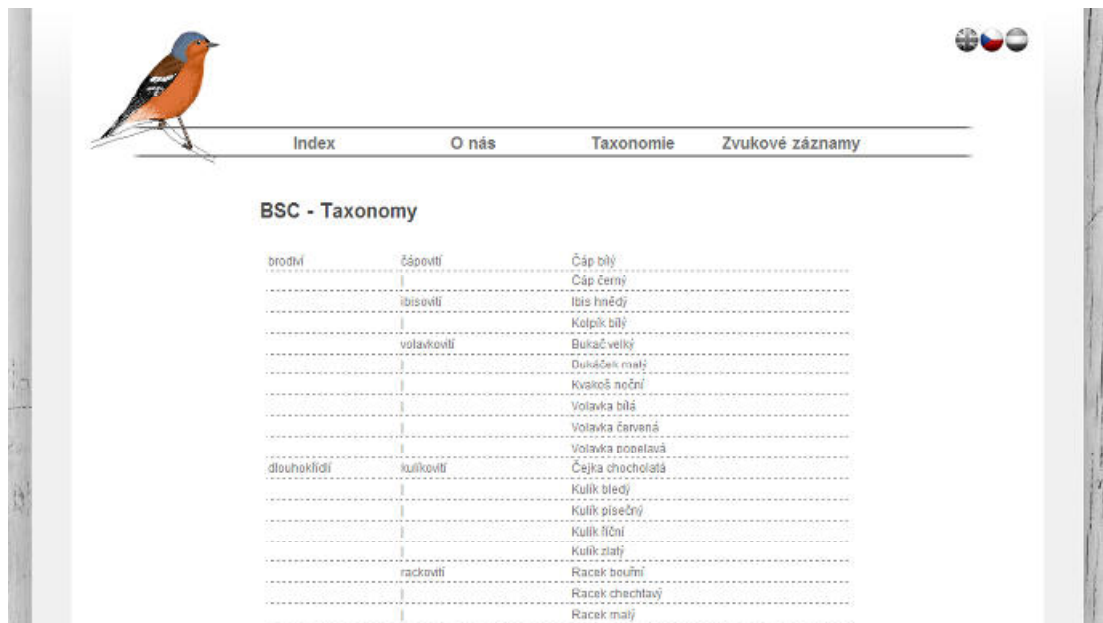 Index O nás Taxonomie Zvukové záznamy
BSC - Taxonomy
brodiví čápovití Čáp bílý
| Čáp černý
ibisovití Ibis hnědý
| Kolpík bílý
volavkovití Bukač velký
| Bukáček malý
| Kvakoš noční
| Volavka bílá
| Volavka červená
| Volavka popelavá
dlouhokřídlí kulíkovití Čejka chocholatá
| Kulík bledý
| Kulík písečný
| Kulík říční
| Kulík zlatý
rackovití Racek bouřní
| Racek chechtavý
| Racek malý